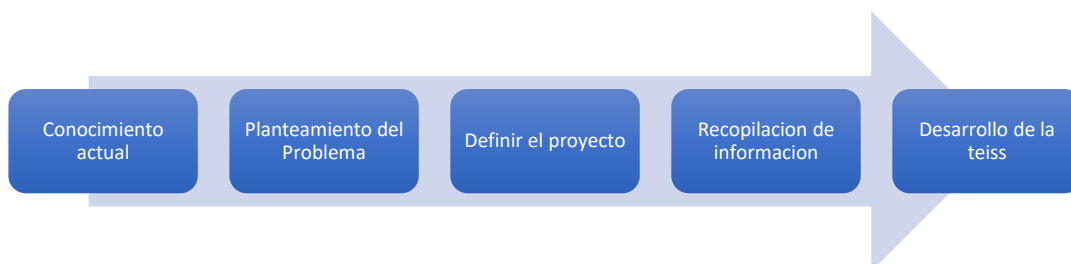 Conocimiento
actual
Planteamiento del
Problema
Definir el proyecto
Recopilacion de
informacion
Desarrollo de la
teiss